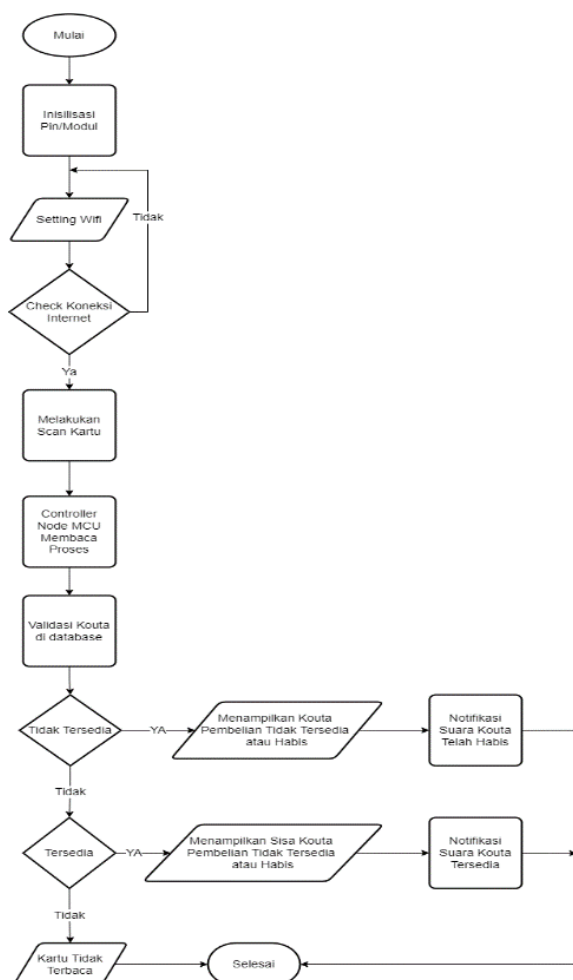 Mulai
Inisilisasi
Pin/Modul
Setting Wifi
Tidak
Check Koneksi
Internet
Ya
Melakukan
Scan Kartu
Controller
Node MCU
Membaca
Proses
Validasi Kouta
di database
Tidak Tersedia
YA
Menampilkan Kouta
Pembelian Tidak Tersedia
atau Habis
Notifikasi
Suara Kouta
Telah Habis
Tidak
Tersedia
YA
Menampilkan Sisa Kouta
Pembelian Tidak Tersedia
atau Habis
Notifikasi
Suara Kouta
Tersedia
Tidak
Kartu Tidak
Terbaca
Selesai